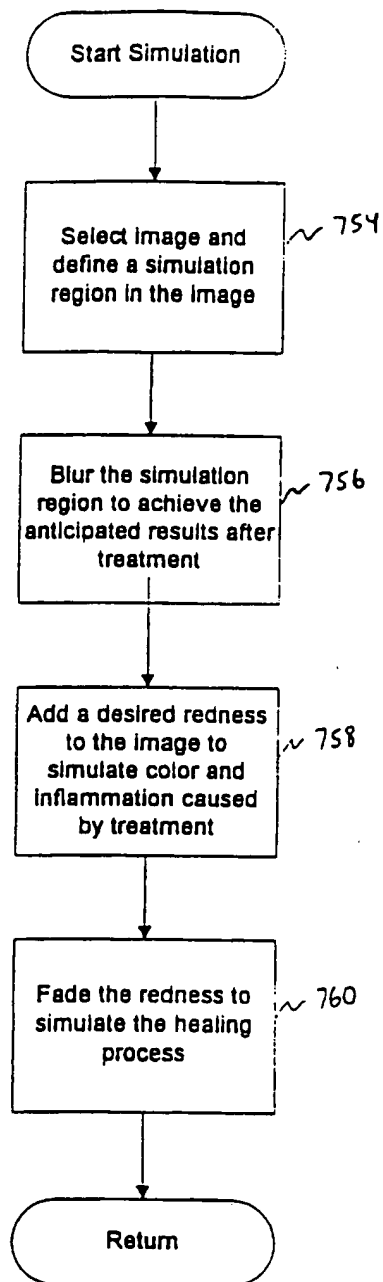 Start Simulation
Select image and
define a simulation
region in the image
754
Blur the simulation
region to achieve the
anticipated results after
treatment
756
Add a desired redness
to the image to
simulate color and
inflammation caused
by treatment
758
Fade the redness to
simulate the healing
process
760
Return